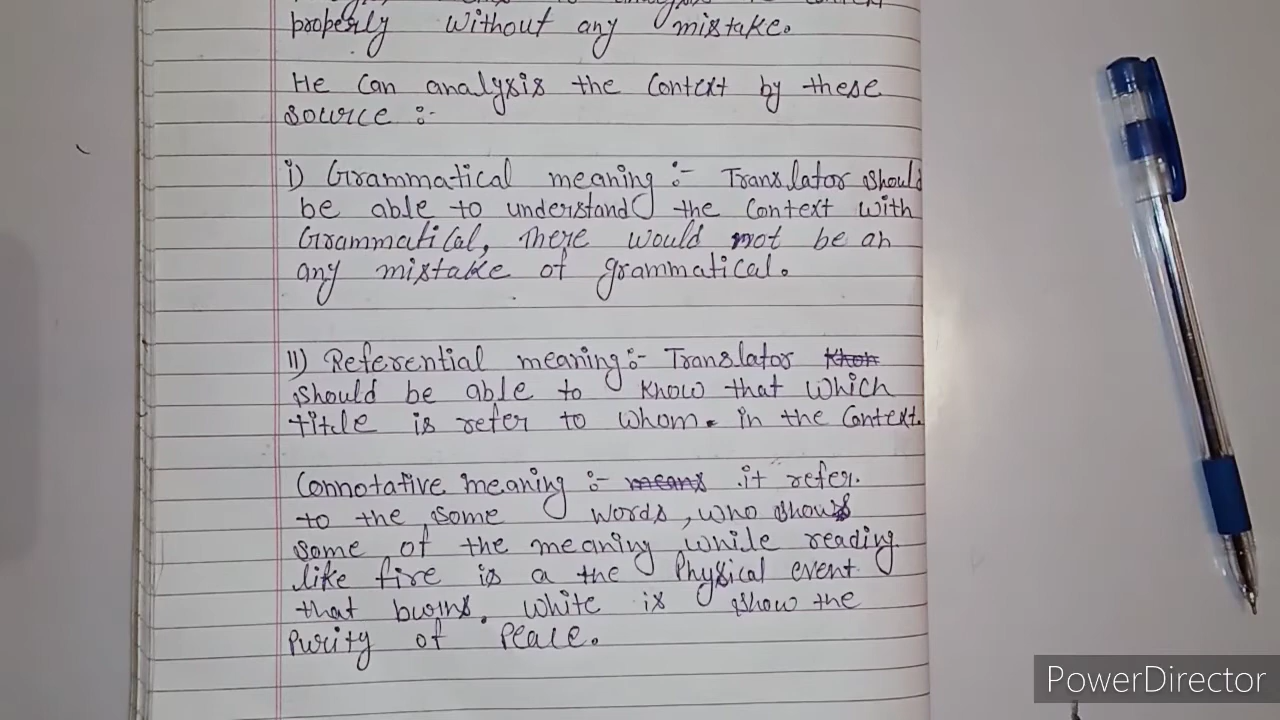 properly without any mistake.
He can analysis the context by these
source :-
i) Grammatical meaning :- Translator should
be able to understand the context with
Grammatical, there would not be an
any mistake of grammatical.
ii) Referential meaning :- Translator
should be able to know that which
title is refer to whom. in the context.
Connotative meaning :- means it refer
to the some words, who shows
some of the meaning while reading
like fire is a the physical event
that burns. white is show the
purity of peace.
PowerDirector